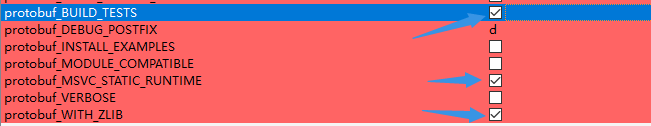 protobuf_BUILD_TESTS
protobuf_DEBUG_POSTFIX d
protobuf_INSTALL_EXAMPLES
protobuf_MODULE_COMPATIBLE
protobuf_MSVC_STATIC_RUNTIME
protobuf_VERBOSE
protobuf_WITH_ZLIB